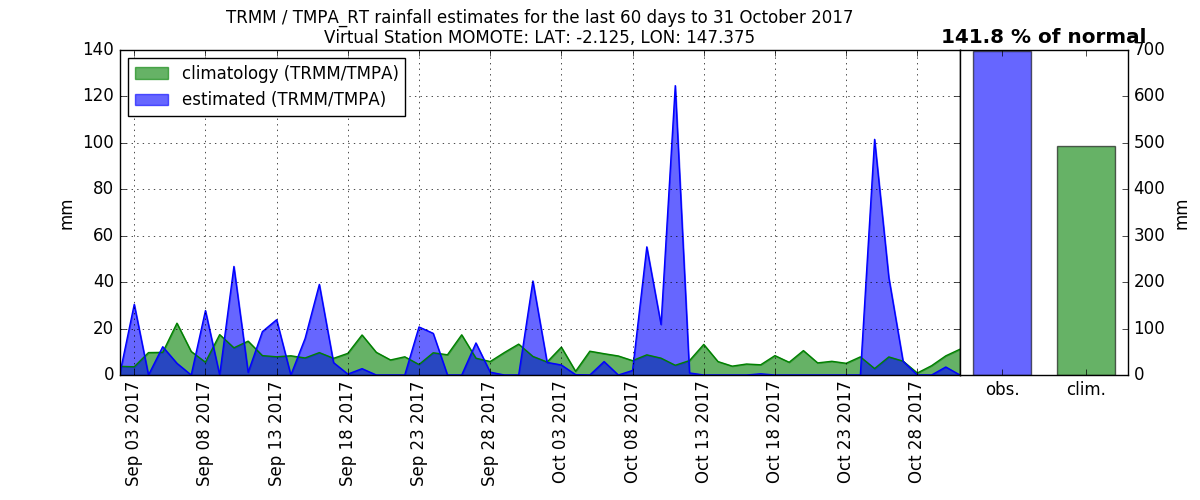 TRMM / TMPA_RT rainfall estimates for the last 60 days to 31 October 2017
Virtual Station MOMOTE: LAT: -2.125, LON: 147.375
141.8 % of normal
climatology (TRMM/TMPA)
estimated (TRMM/TMPA)
mm
140
120
100
80
60
40
20
0
Sep 03 2017
Sep 08 2017
Sep 13 2017
Sep 18 2017
Sep 23 2017
Sep 28 2017
Oct 03 2017
Oct 08 2017
Oct 13 2017
Oct 18 2017
Oct 23 2017
Oct 28 2017
obs.
clim.
700
600
500
400
300
200
100
0
mm